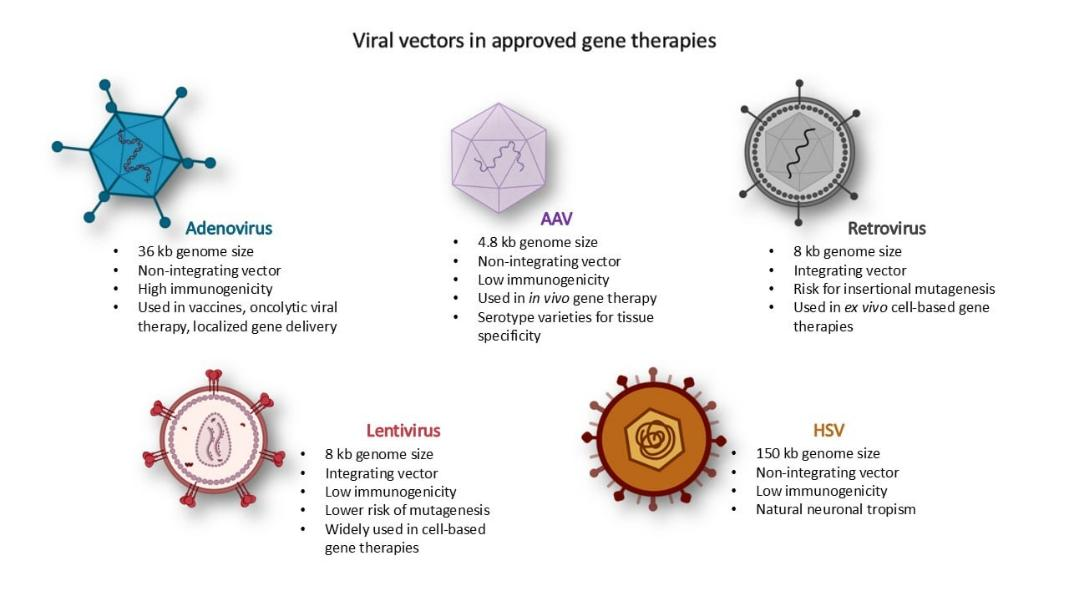 Viral vectors in approved gene therapies
Adenovirus
• 36 kb genome size
• Non-integrating vector
• High immunogenicity
• Used in vaccines, oncolytic viral
therapy, localized gene delivery
AAV
• 4.8 kb genome size
• Non-integrating vector
• Low immunogenicity
• Used in in vivo gene therapy
• Serotype varieties for tissue
specificity
Retrovirus
• 8 kb genome size
• Integrating vector
• Risk for insertional mutagenesis
• Used in ex vivo cell-based gene
therapies
Lentivirus
• 8 kb genome size
• Integrating vector
• Low immunogenicity
• Lower risk of mutagenesis
• Widely used in cell-based
gene therapies
HSV
• 150 kb genome size
• Non-integrating vector
• Low immunogenicity
• Natural neuronal tropism